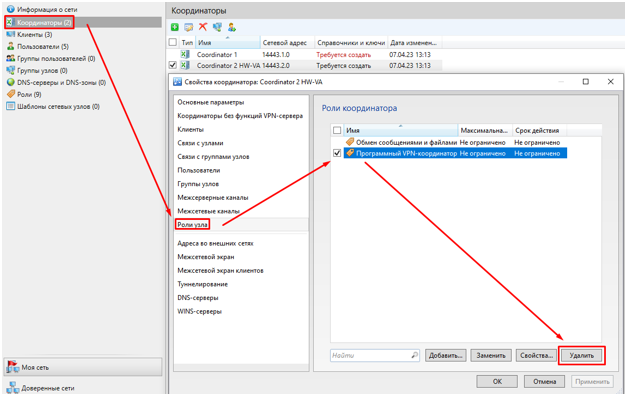 Информация о сети
Координаторы (2)
Клиенты (3)
Пользователи (5)
Группы пользователей (0)
Группы узлов (0)
DNS-серверы и DNS-зоны (0)
Роли (9)
Шаблоны сетевых узлов (0)
Моя сеть
Доверенные сети
Координаторы
Тип Имя Сетевой адрес Справочники и ключи Дата изменен...
Coordinator 1 14443.1.0 Требуется создать 07.04.23 13:13
Coordinator 2 HW-VA 14443.2.0 Требуется создать 07.04.23 13:13
Свойства координатора: Coordinator 2 HW-VA
Основные параметры
Координаторы без функций VPN-сервера
Клиенты
Связи с узлами
Связи с группами узлов
Пользователи
Группы узлов
Межсерверные каналы
Межсетевые каналы
Роли узла
Адреса во внешних сетях
Межсетевой экран
Межсетевой экран клиентов
Туннелирование
DNS-серверы
WINS-серверы
Роли координатора
Имя Максимальна... Срок действия
Обмен сообщениями и файлами Не ограничено Не ограничено
Программный VPN-координатор Не ограничено Не ограничено
Найти
Добавить... Заменить Свойства... Удалить
OK Отмена Применить